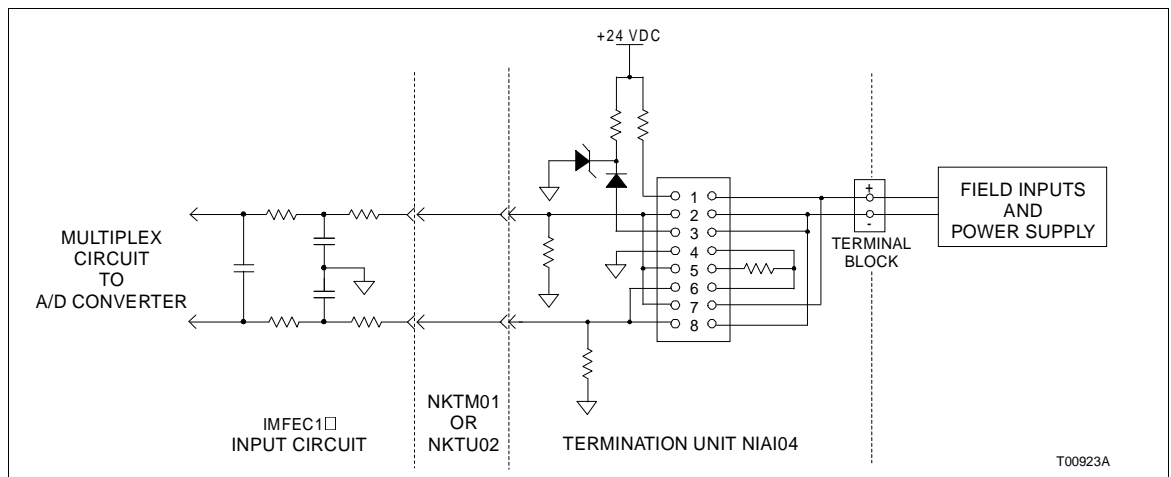 +24 VDC
1
2
3
4
5
6
7
8
+
-
TERMINAL
BLOCK
FIELD INPUTS
AND
POWER SUPPLY
MULTIPLEX
CIRCUIT
TO
A/D CONVERTER
IMFEC1□
INPUT CIRCUIT
NKTM01
OR
NKTU02
TERMINATION UNIT NIAI04
T00923A